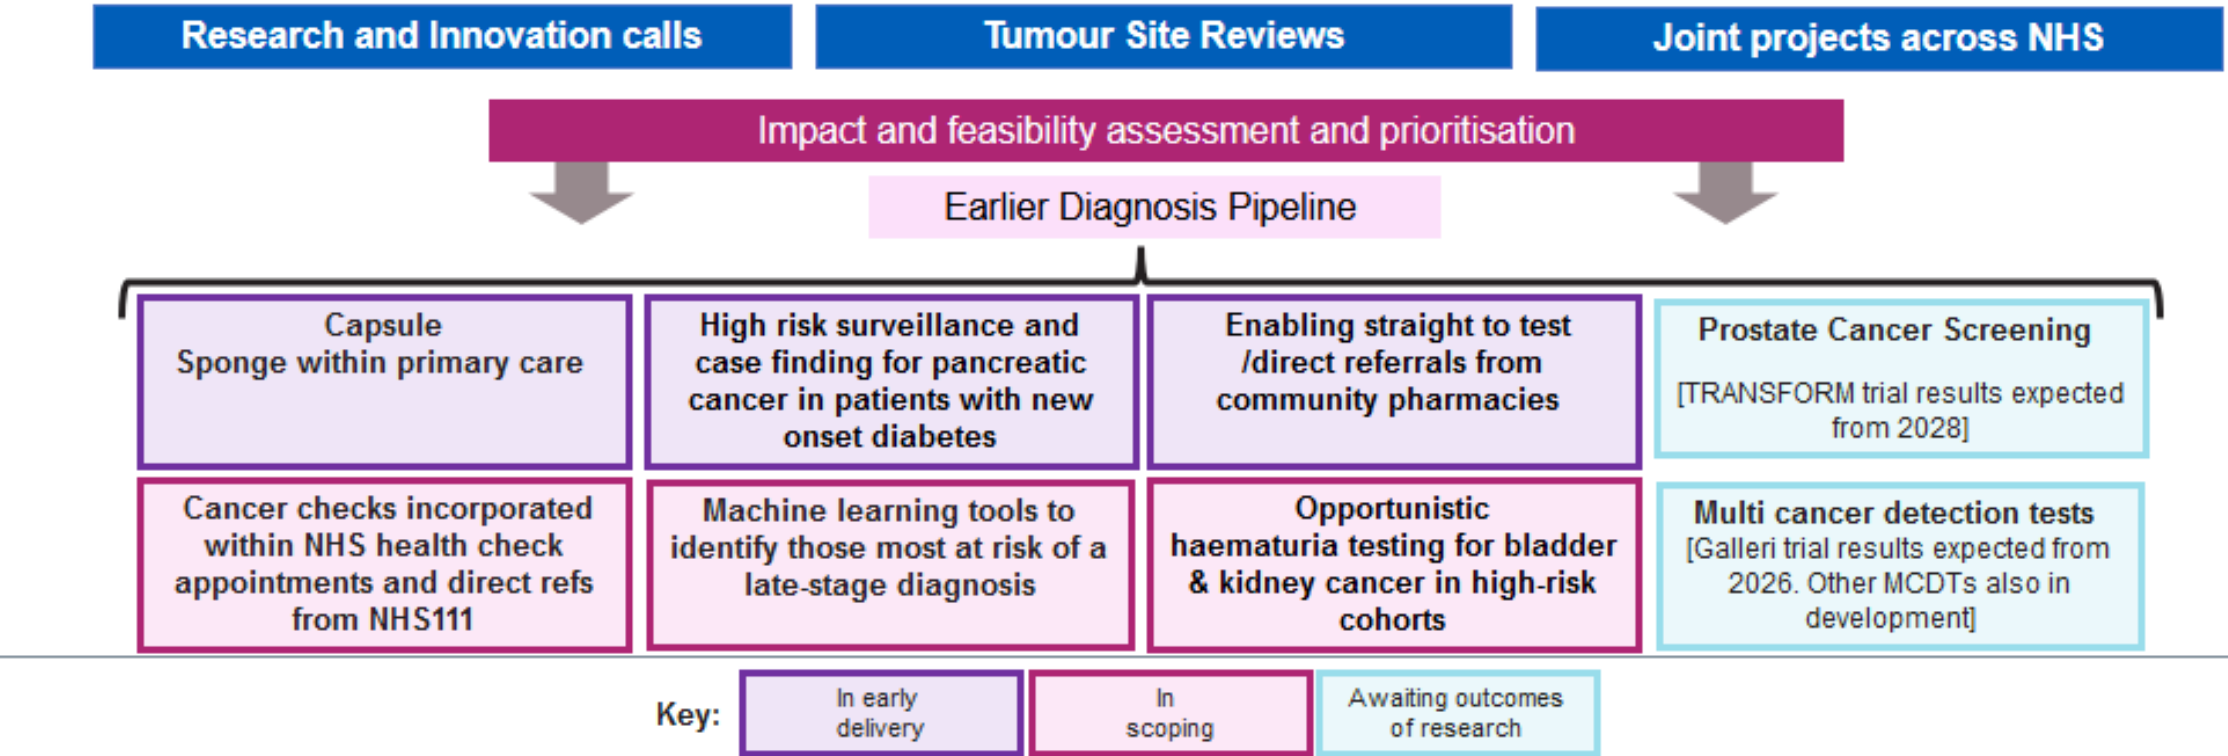 Research and Innovation calls
Tumour Site Reviews
Joint projects across NHS
Impact and feasibility assessment and prioritisation
Earlier Diagnosis Pipeline
Capsule
Sponge within primary care
High risk surveillance and
case finding for pancreatic
cancer in patients with new
onset diabetes
Enabling straight to test
/direct referrals from
community pharmacies
Prostate Cancer Screening
[TRANSFORM trial results expected
from 2028]
Cancer checks incorporated
within NHS health check
appointments and direct refs
from NHS111
Machine learning tools to
identify those most at risk of a
late-stage diagnosis
Opportunistic
haematuria testing for bladder
& kidney cancer in high-risk
cohorts
Multi cancer detection tests
[Galleri trial results expected from
2026. Other MCDTs also in
development]
Key:
In early
delivery
In
scoping
Awaiting outcomes
of research